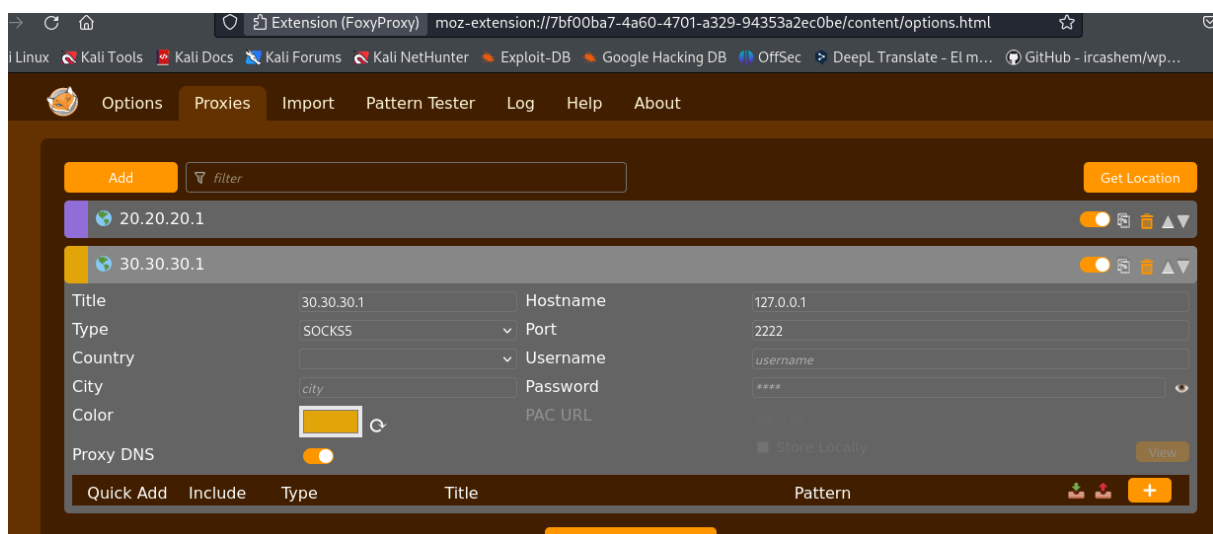 Extension (FoxyProxy) moz-extension://7bf00ba7-4a60-4701-a329-94353a2ec0be/content/options.html
i Linux Kali Tools Kali Docs Kali Forums Kali NetHunter Exploit-DB Google Hacking DB OffSec DeepL Translate - El m... GitHub - ircashem/wp...
Options Proxies Import Pattern Tester Log Help About
Add filter Get Location
20.20.20.1
30.30.30.1
Title 30.30.30.1 Hostname 127.0.0.1
Type SOCKS5 Port 2222
Country Username username
City city Password ****
Color PAC URL
Proxy DNS Store Locally View
Quick Add Include Type Title Pattern +